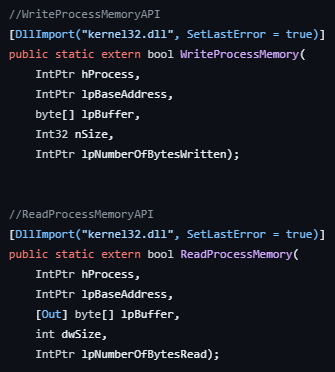 //WriteProcessMemoryAPI
[DllImport("kernel32.dll", SetLastError = true)]
public static extern bool WriteProcessMemory(
    IntPtr hProcess,
    IntPtr lpBaseAddress,
    byte[] lpBuffer,
    Int32 nSize,
    IntPtr lpNumberOfBytesWritten);

//ReadProcessMemoryAPI
[DllImport("kernel32.dll", SetLastError = true)]
public static extern bool ReadProcessMemory(
    IntPtr hProcess,
    IntPtr lpBaseAddress,
    [Out] byte[] lpBuffer,
    int dwSize,
    IntPtr lpNumberOfBytesRead);